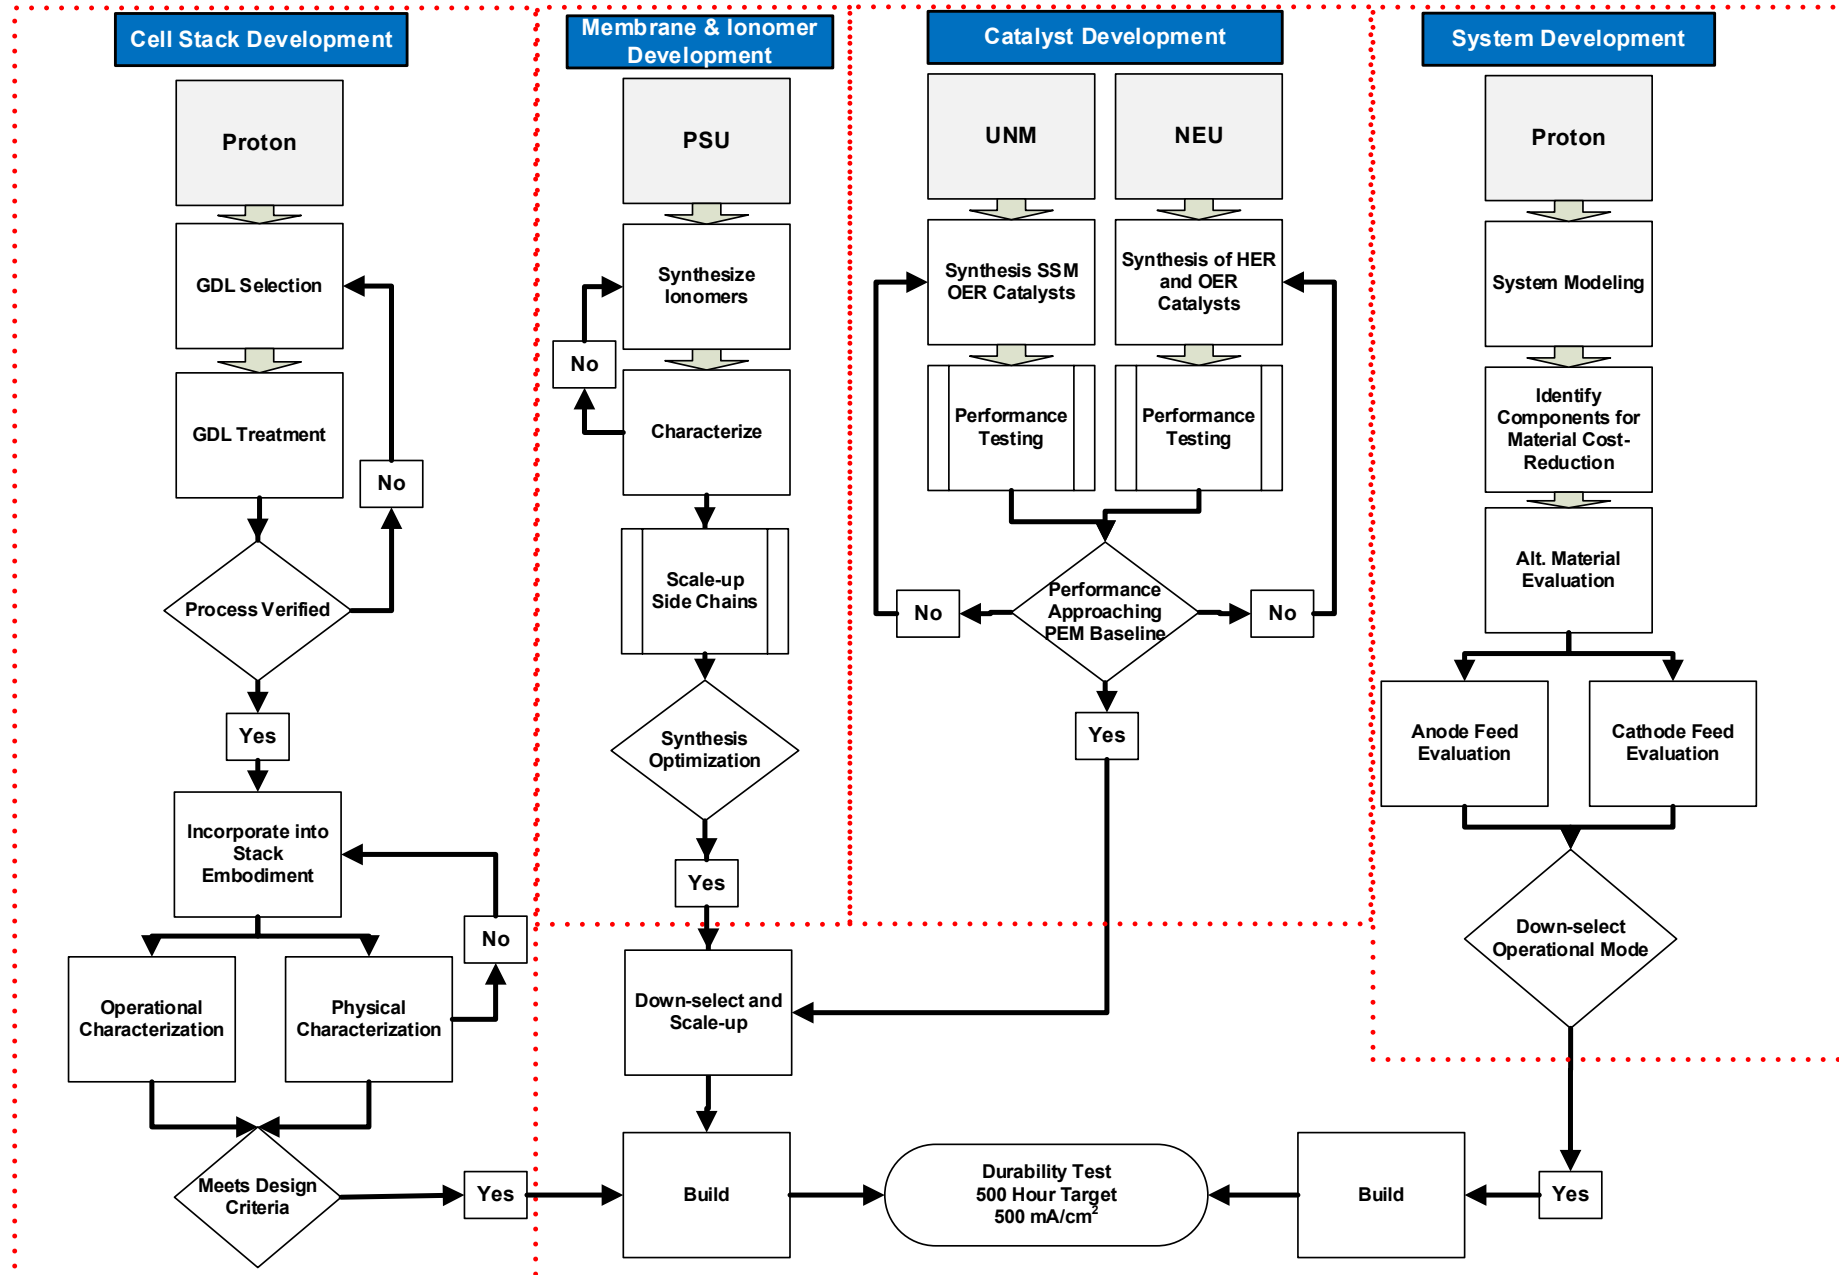 Cell Stack Development
Proton
GDL Selection
GDL Treatment
No
Process Verified
Yes
Incorporate into
Stack
Embodiment
No
Operational
Characterization
Physical
Characterization
Meets Design
Criteria
Yes
Membrane & Ionomer
Development
PSU
Synthesize
Ionomers
No
Characterize
Scale-up
Side Chains
Synthesis
Optimization
Yes
Down-select and
Scale-up
Build
Catalyst Development
UNM
NEU
Synthesis SSM
OER Catalysts
Synthesis of HER
and OER
Catalysts
Performance
Testing
Performance
Testing
No
Performance
Approaching
PEM Baseline
No
Yes
Durability Test
500 Hour Target
500 mA/cm²
System Development
Proton
System Modeling
Identify
Components for
Material Cost-
Reduction
Alt. Material
Evaluation
Anode Feed
Evaluation
Cathode Feed
Evaluation
Down-select
Operational Mode
Yes
Build